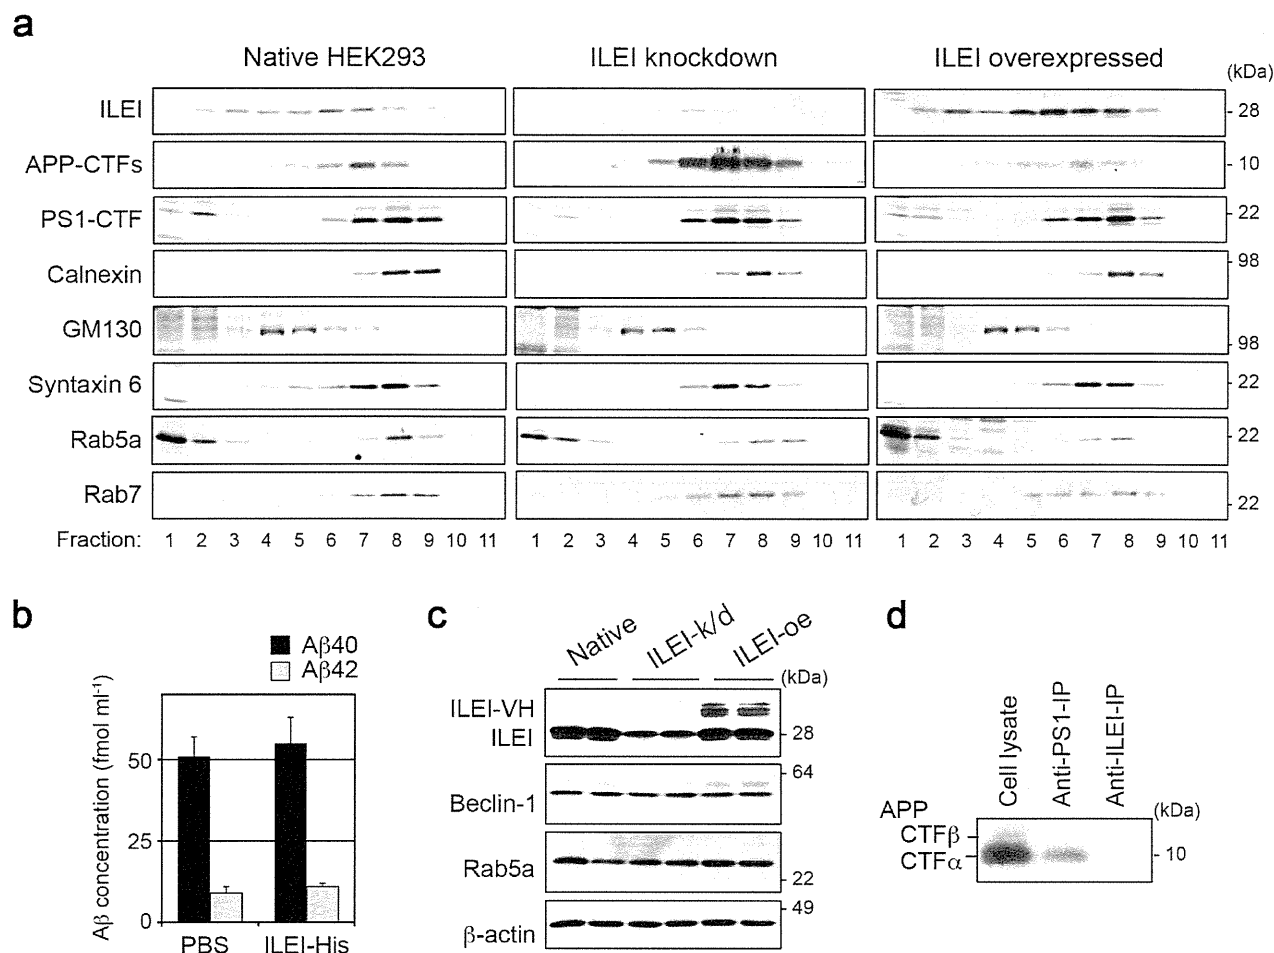 a
Native HEK293 ILEI knockdown ILEI overexpressed
(kDa)
ILEI 28
APP-CTFs 10
PS1-CTF 22
Calnexin 98
GM130 98
Syntaxin 6 22
Rab5a 22
Rab7 22
Fraction: 1 2 3 4 5 6 7 8 9 10 11 1 2 3 4 5 6 7 8 9 10 11 1 2 3 4 5 6 7 8 9 10 11
b
Aβ40
Aβ42
Aβ concentration (fmol ml-1)
50
25
0
PBS ILEI-His
c
Native ILEI-k/d ILEI-oe
(kDa)
ILEI-VH
ILEI 28
64
Beclin-1
Rab5a
22
49
β-actin
d
Cell lysate Anti-PS1-IP Anti-ILEI-IP
APP (kDa)
CTFβ
CTFα 10